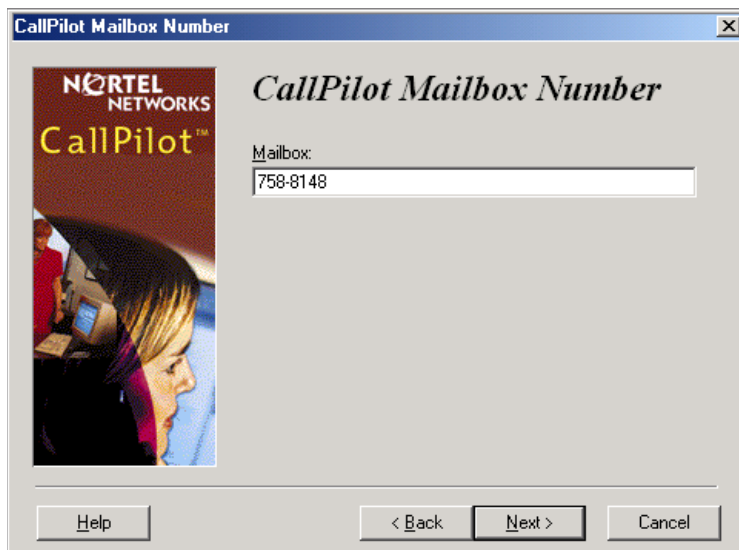 CallPilot Mailbox Number
NORTEL
NETWORKS
CallPilot™
CallPilot Mailbox Number
Mailbox:
758-8148
Help
< Back
Next >
Cancel